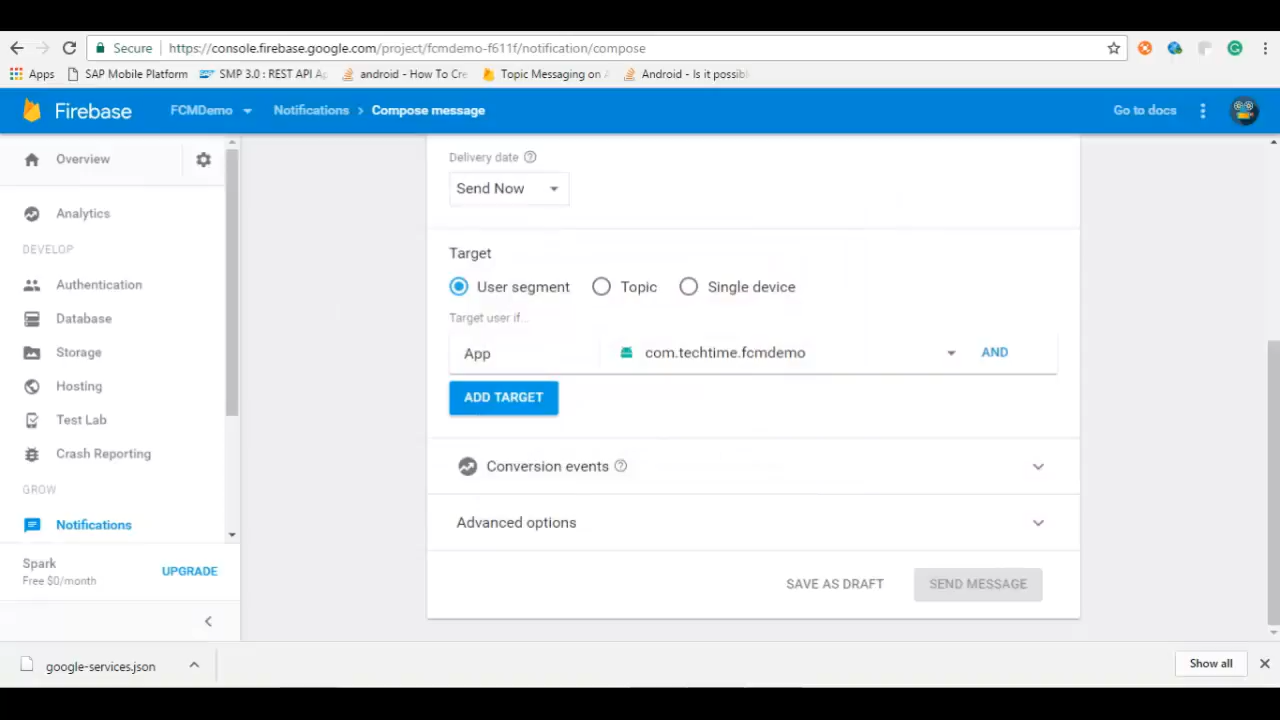 Secure https://console.firebase.google.com/project/fcmdemo-f611f/notification/compose
Apps SAP Mobile Platform SMP 3.0 : REST API Ap android - How To Cre Topic Messaging on A Android - Is it possibl
Firebase FCMDemo Notifications > Compose message Go to docs
Overview
Analytics
DEVELOP
Authentication
Database
Storage
Hosting
Test Lab
Crash Reporting
GROW
Notifications
Spark
Free $0/month
UPGRADE
Delivery date
Send Now
Target
User segment Topic Single device
Target user if...
App com.techtime.fcmdemo AND
ADD TARGET
Conversion events
Advanced options
SAVE AS DRAFT SEND MESSAGE
google-services.json Show all